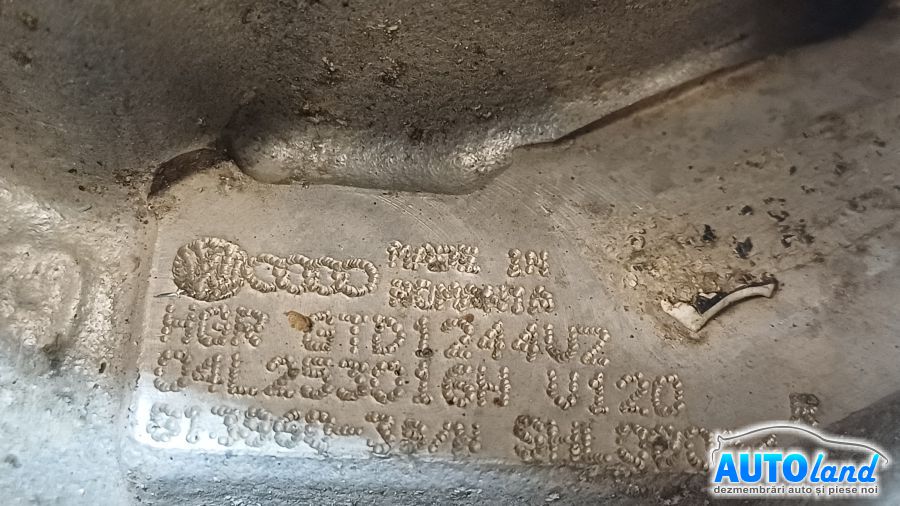 MADE IN
ROMANIA
HGR GTD1244VZ
04L253016H V120
AUTOland
dezmembrări auto și piese noi